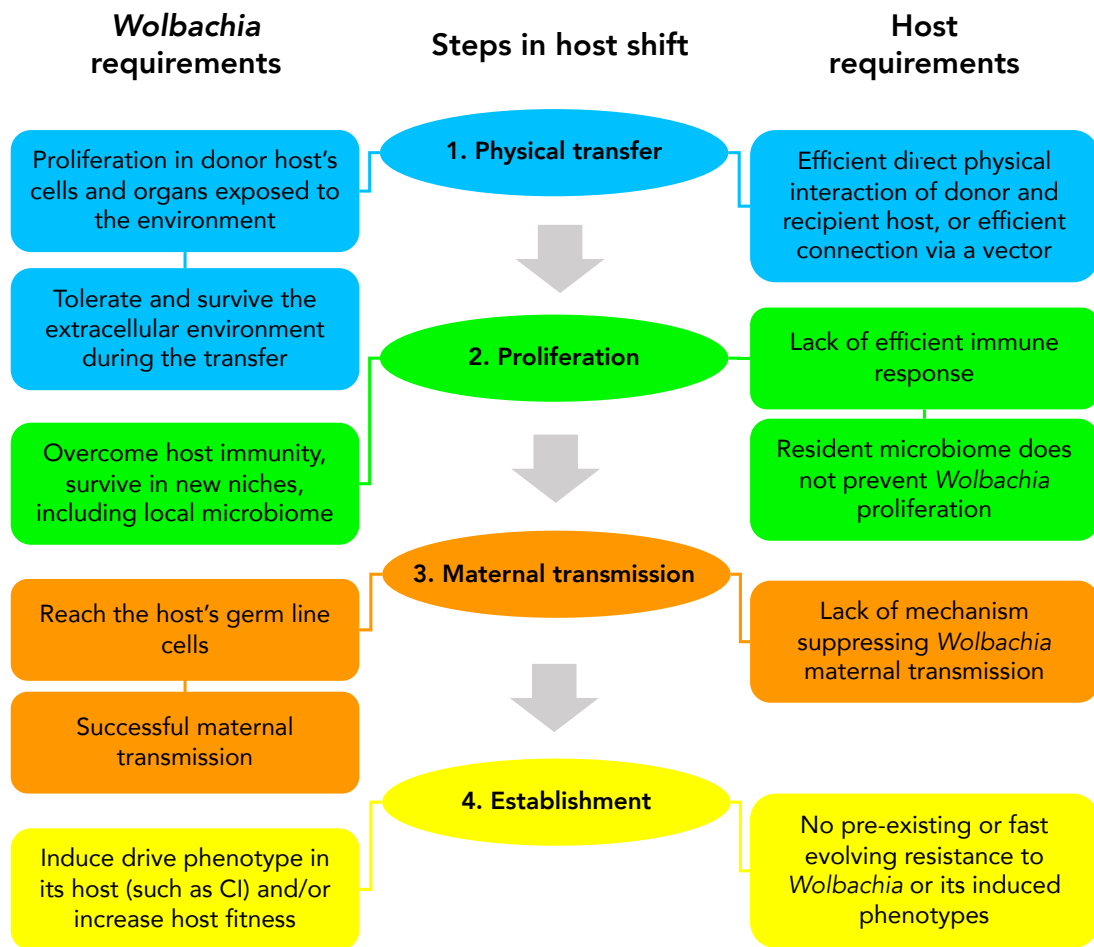 Wolbachia
requirements
Steps in host shift
Host
requirements
Proliferation in donor host's
cells and organs exposed to
the environment
1. Physical transfer
Efficient direct physical
interaction of donor and
recipient host, or efficient
connection via a vector
Tolerate and survive the
extracellular environment
during the transfer
2. Proliferation
Lack of efficient immune
response
Overcome host immunity,
survive in new niches,
including local microbiome
Resident microbiome does
not prevent Wolbachia
proliferation
3. Maternal transmission
Reach the host's germ line
cells
Lack of mechanism
suppressing Wolbachia
maternal transmission
Successful maternal
transmission
4. Establishment
Induce drive phenotype in
its host (such as CI) and/or
increase host fitness
No pre-existing or fast
evolving resistance to
Wolbachia or its induced
phenotypes